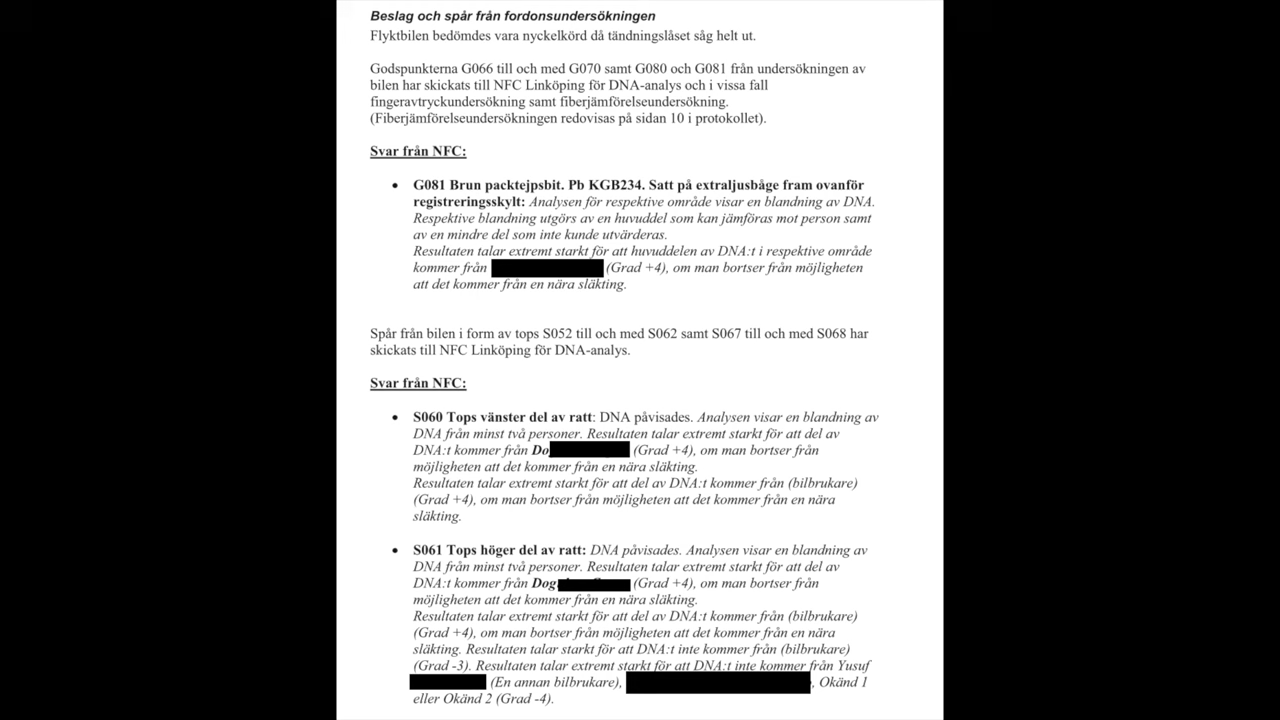 Beslag och spår från fordonsundersökningen
Flyktbilen bedömdes vara nyckelkörd då tändningslåset såg helt ut.
Godspunkterna G066 till och med G070 samt G080 och G081 från undersökningen av
bilen har skickats till NFC Linköping för DNA-analys och i vissa fall
fingeravtryckundersökning samt fiberjämförelseundersökning.
(Fiberjämförelseundersökningen redovisas på sidan 10 i protokollet).
Svar från NFC:
• G081 Brun packtejpsbit. Pb KGB234. Satt på extraljusbåge fram ovanför
registreringsskylt: Analysen för respektive område visar en blandning av DNA.
Respektive blandning utgörs av en huvuddel som kan jämföras mot person samt
av en mindre del som inte kunde utvärderas.
Resultaten talar extremt starkt för att huvuddelen av DNA:t i respektive område
kommer från (Grad +4), om man bortser från möjligheten
att det kommer från en nära släkting.
Spår från bilen i form av tops S052 till och med S062 samt S067 till och med S068 har
skickats till NFC Linköping för DNA-analys.
Svar från NFC:
• S060 Tops vänster del av ratt: DNA påvisades. Analysen visar en blandning av
DNA från minst två personer. Resultaten talar extremt starkt för att del av
DNA:t kommer från Do (Grad +4), om man bortser från
möjligheten att det kommer från en nära släkting.
Resultaten talar extremt starkt för att del av DNA:t kommer från (bilbrukare)
(Grad +4), om man bortser från möjligheten att det kommer från en nära
släkting.
• S061 Tops höger del av ratt: DNA påvisades. Analysen visar en blandning av
DNA från minst två personer. Resultaten talar extremt starkt för att del av
DNA:t kommer från Dog (Grad +4), om man bortser från
möjligheten att det kommer från en nära släkting.
Resultaten talar extremt starkt för att del av DNA:t kommer från (bilbrukare)
(Grad +4), om man bortser från möjligheten att det kommer från en nära
släkting. Resultaten talar starkt för att DNA:t inte kommer från (bilbrukare)
(Grad -3). Resultaten talar extremt starkt för att DNA:t inte kommer från Yusuf
(En annan bilbrukare), , Okänd 1
eller Okänd 2 (Grad -4).